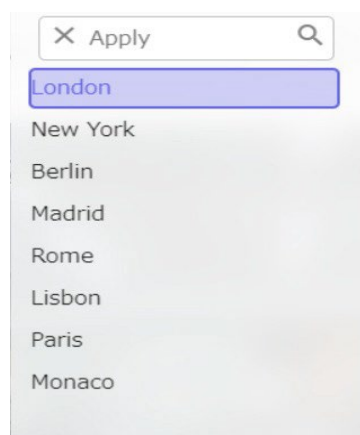 Apply
London
New York
Berlin
Madrid
Rome
Lisbon
Paris
Monaco